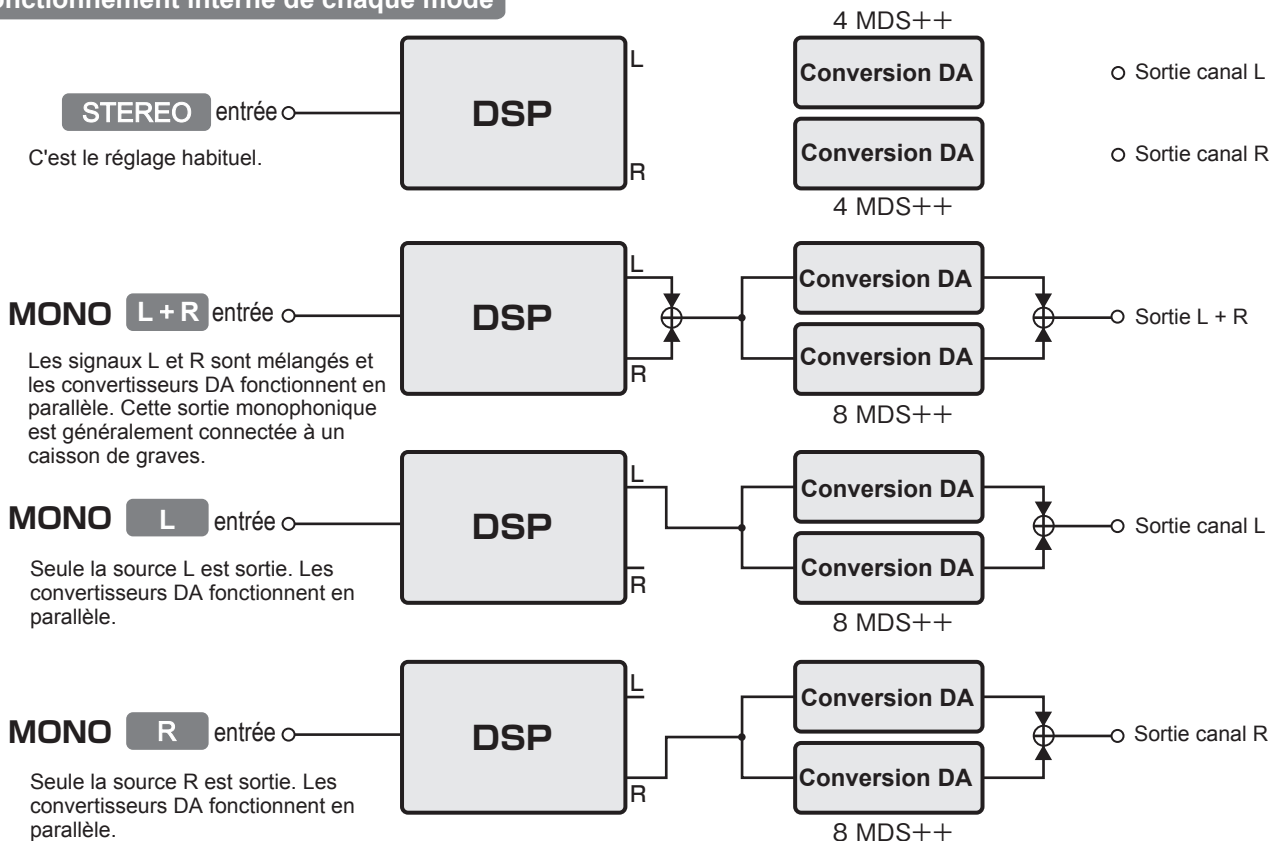 onctionnement interne de chaque mode
4 MDS++
L
Conversion DA
Sortie canal L
STEREO entrée
DSP
C'est le réglage habituel.
Conversion DA
Sortie canal R
R
4 MDS++
L
Conversion DA
MONO L + R entrée
DSP
Sortie L + R
Les signaux L et R sont mélangés et
les convertisseurs DA fonctionnent en
parallèle. Cette sortie monophonique
est généralement connectée à un
caisson de graves.
Conversion DA
R
8 MDS++
L
Conversion DA
MONO L entrée
DSP
Sortie canal L
Seule la source L est sortie. Les
convertisseurs DA fonctionnent en
parallèle.
Conversion DA
R
8 MDS++
L
Conversion DA
MONO R entrée
DSP
Sortie canal R
Seule la source R est sortie. Les
convertisseurs DA fonctionnent en
parallèle.
Conversion DA
R
8 MDS++